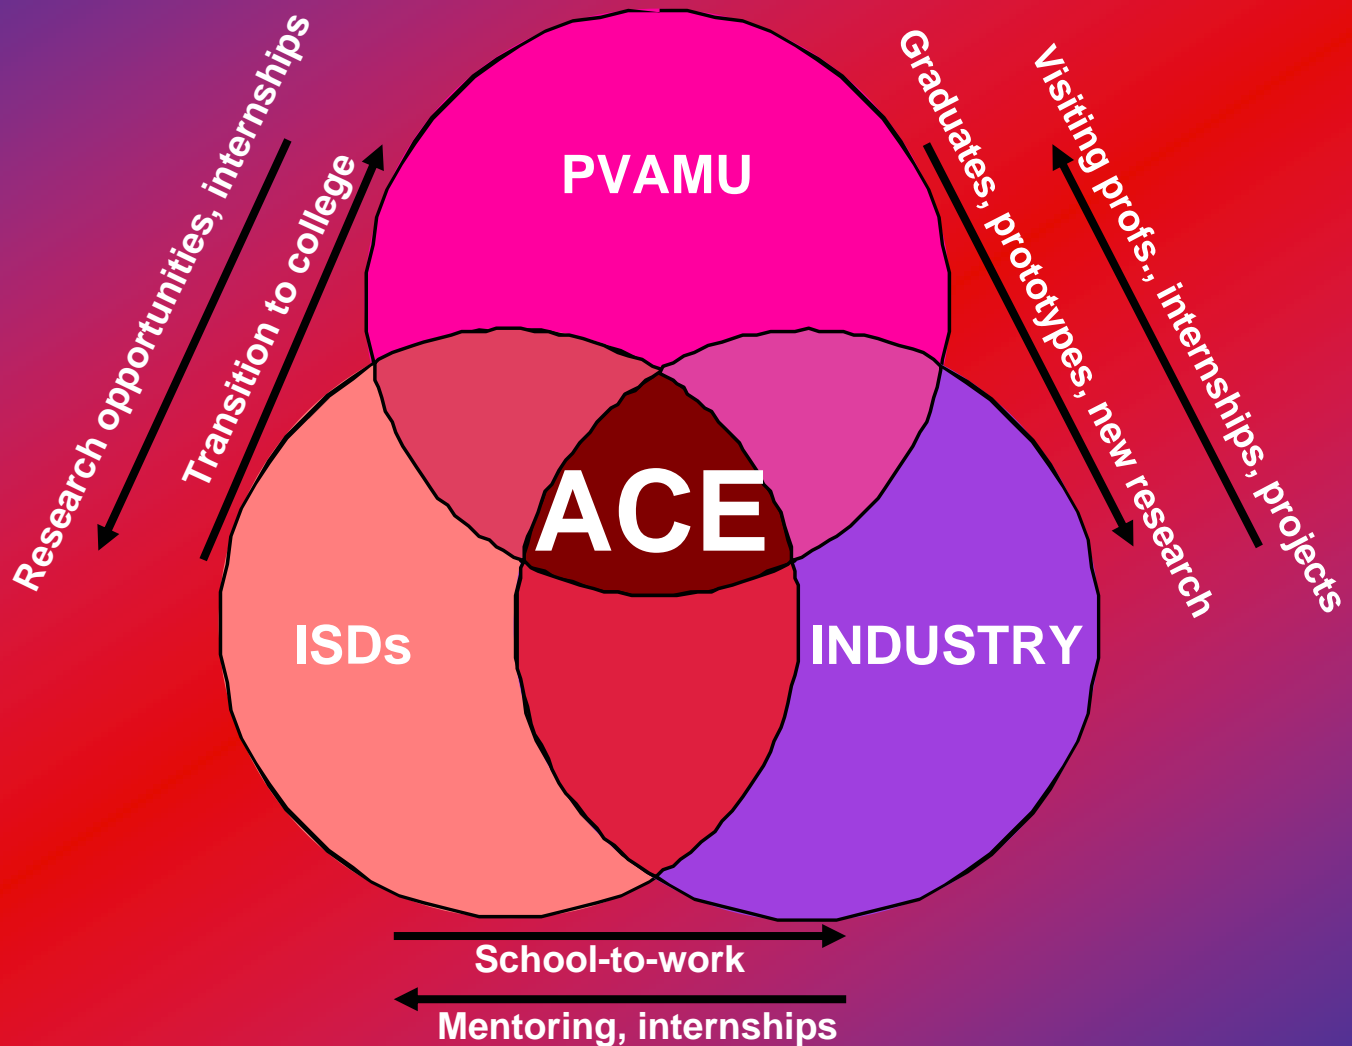 Research opportunities, internships
Transition to college
PVAMU
Graduates, prototypes, new research
Visiting profs., internships, projects
ACE
ISDs
INDUSTRY
School-to-work
Mentoring, internships